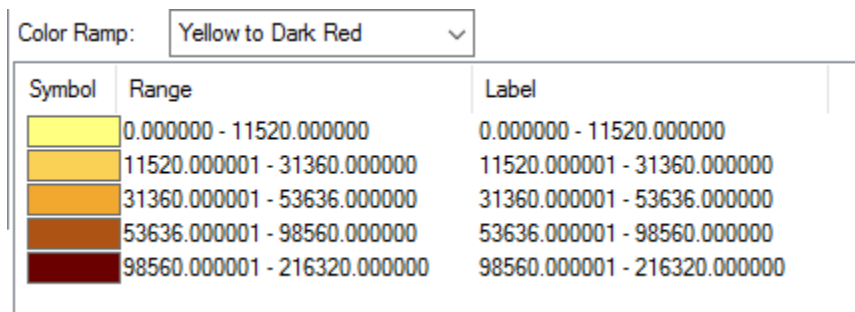 Color Ramp: Yellow to Dark Red
Symbol Range Label
0.000000 - 11520.000000 0.000000 - 11520.000000
11520.000001 - 31360.000000 11520.000001 - 31360.000000
31360.000001 - 53636.000000 31360.000001 - 53636.000000
53636.000001 - 98560.000000 53636.000001 - 98560.000000
98560.000001 - 216320.000000 98560.000001 - 216320.000000